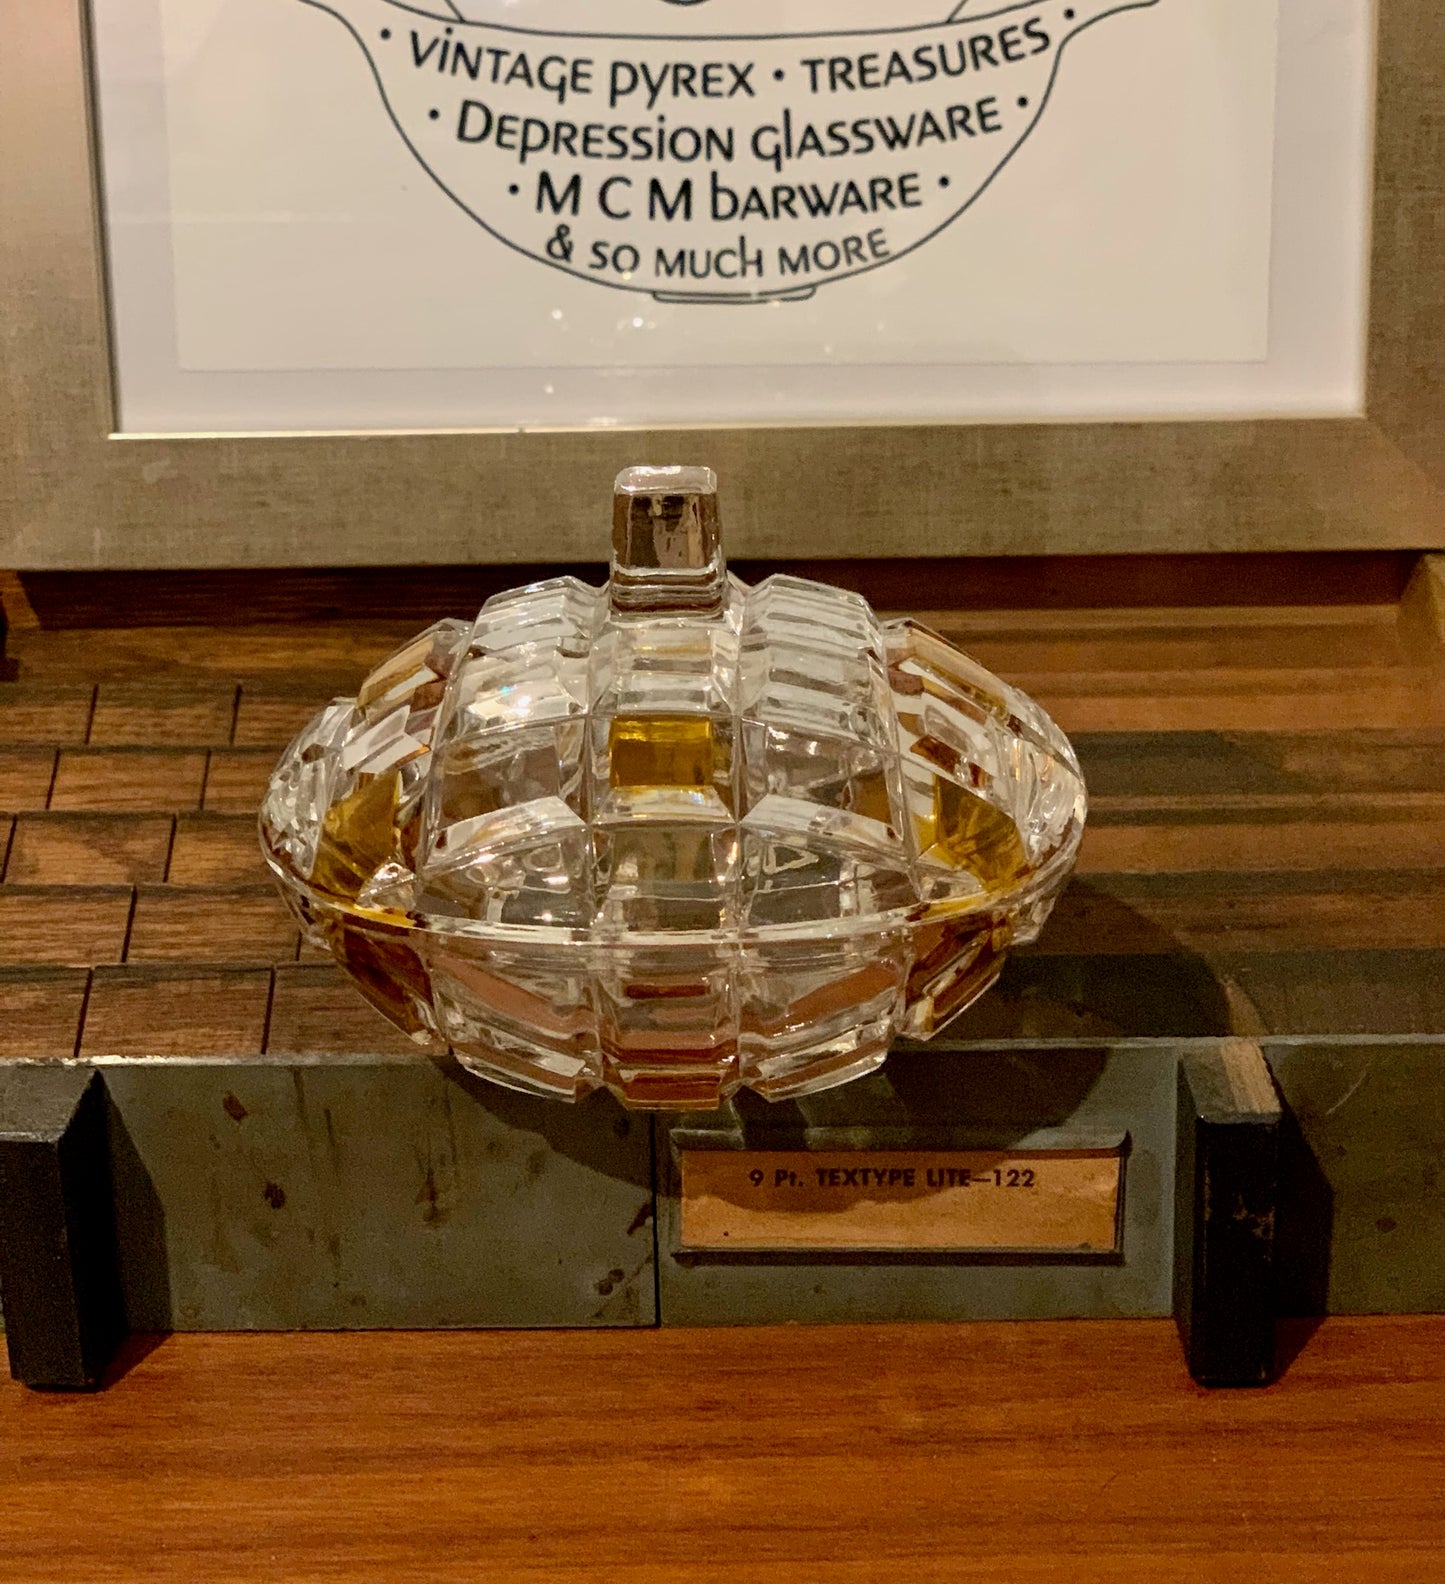 • VINTAGE PYREX • TREASURES •
• DEPRESSION GLASSWARE •
• M C M BARWARE •
& SO MUCH MORE
9 Pt. TEXTYPE LITE—122